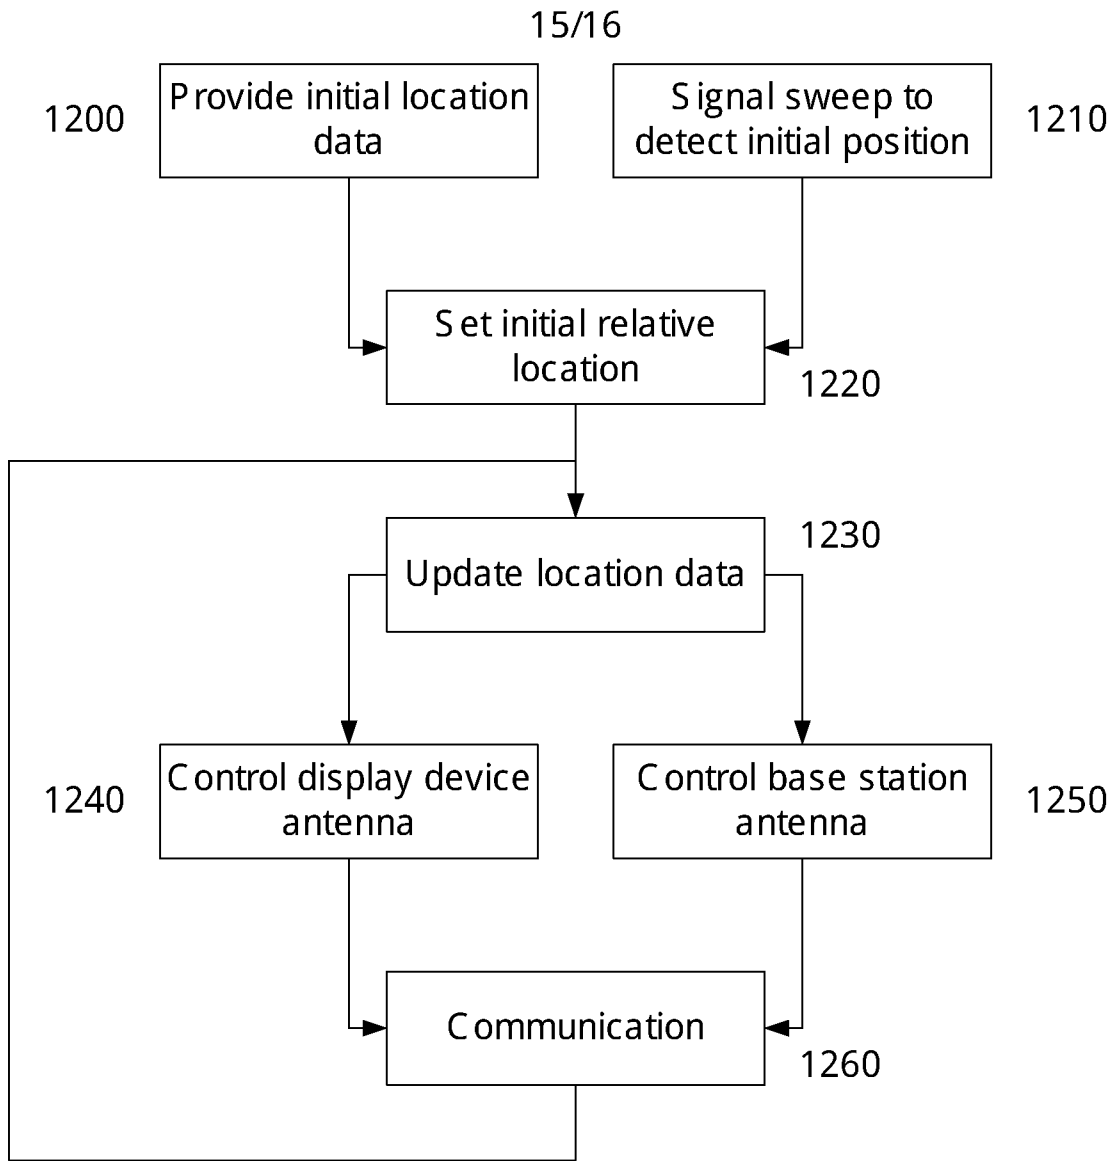 15/16
1200
Provide initial location
data
Signal sweep to
detect initial position
1210
Set initial relative
location
1220
1230
Update location data
1240
Control display device
antenna
Control base station
antenna
1250
Communication
1260